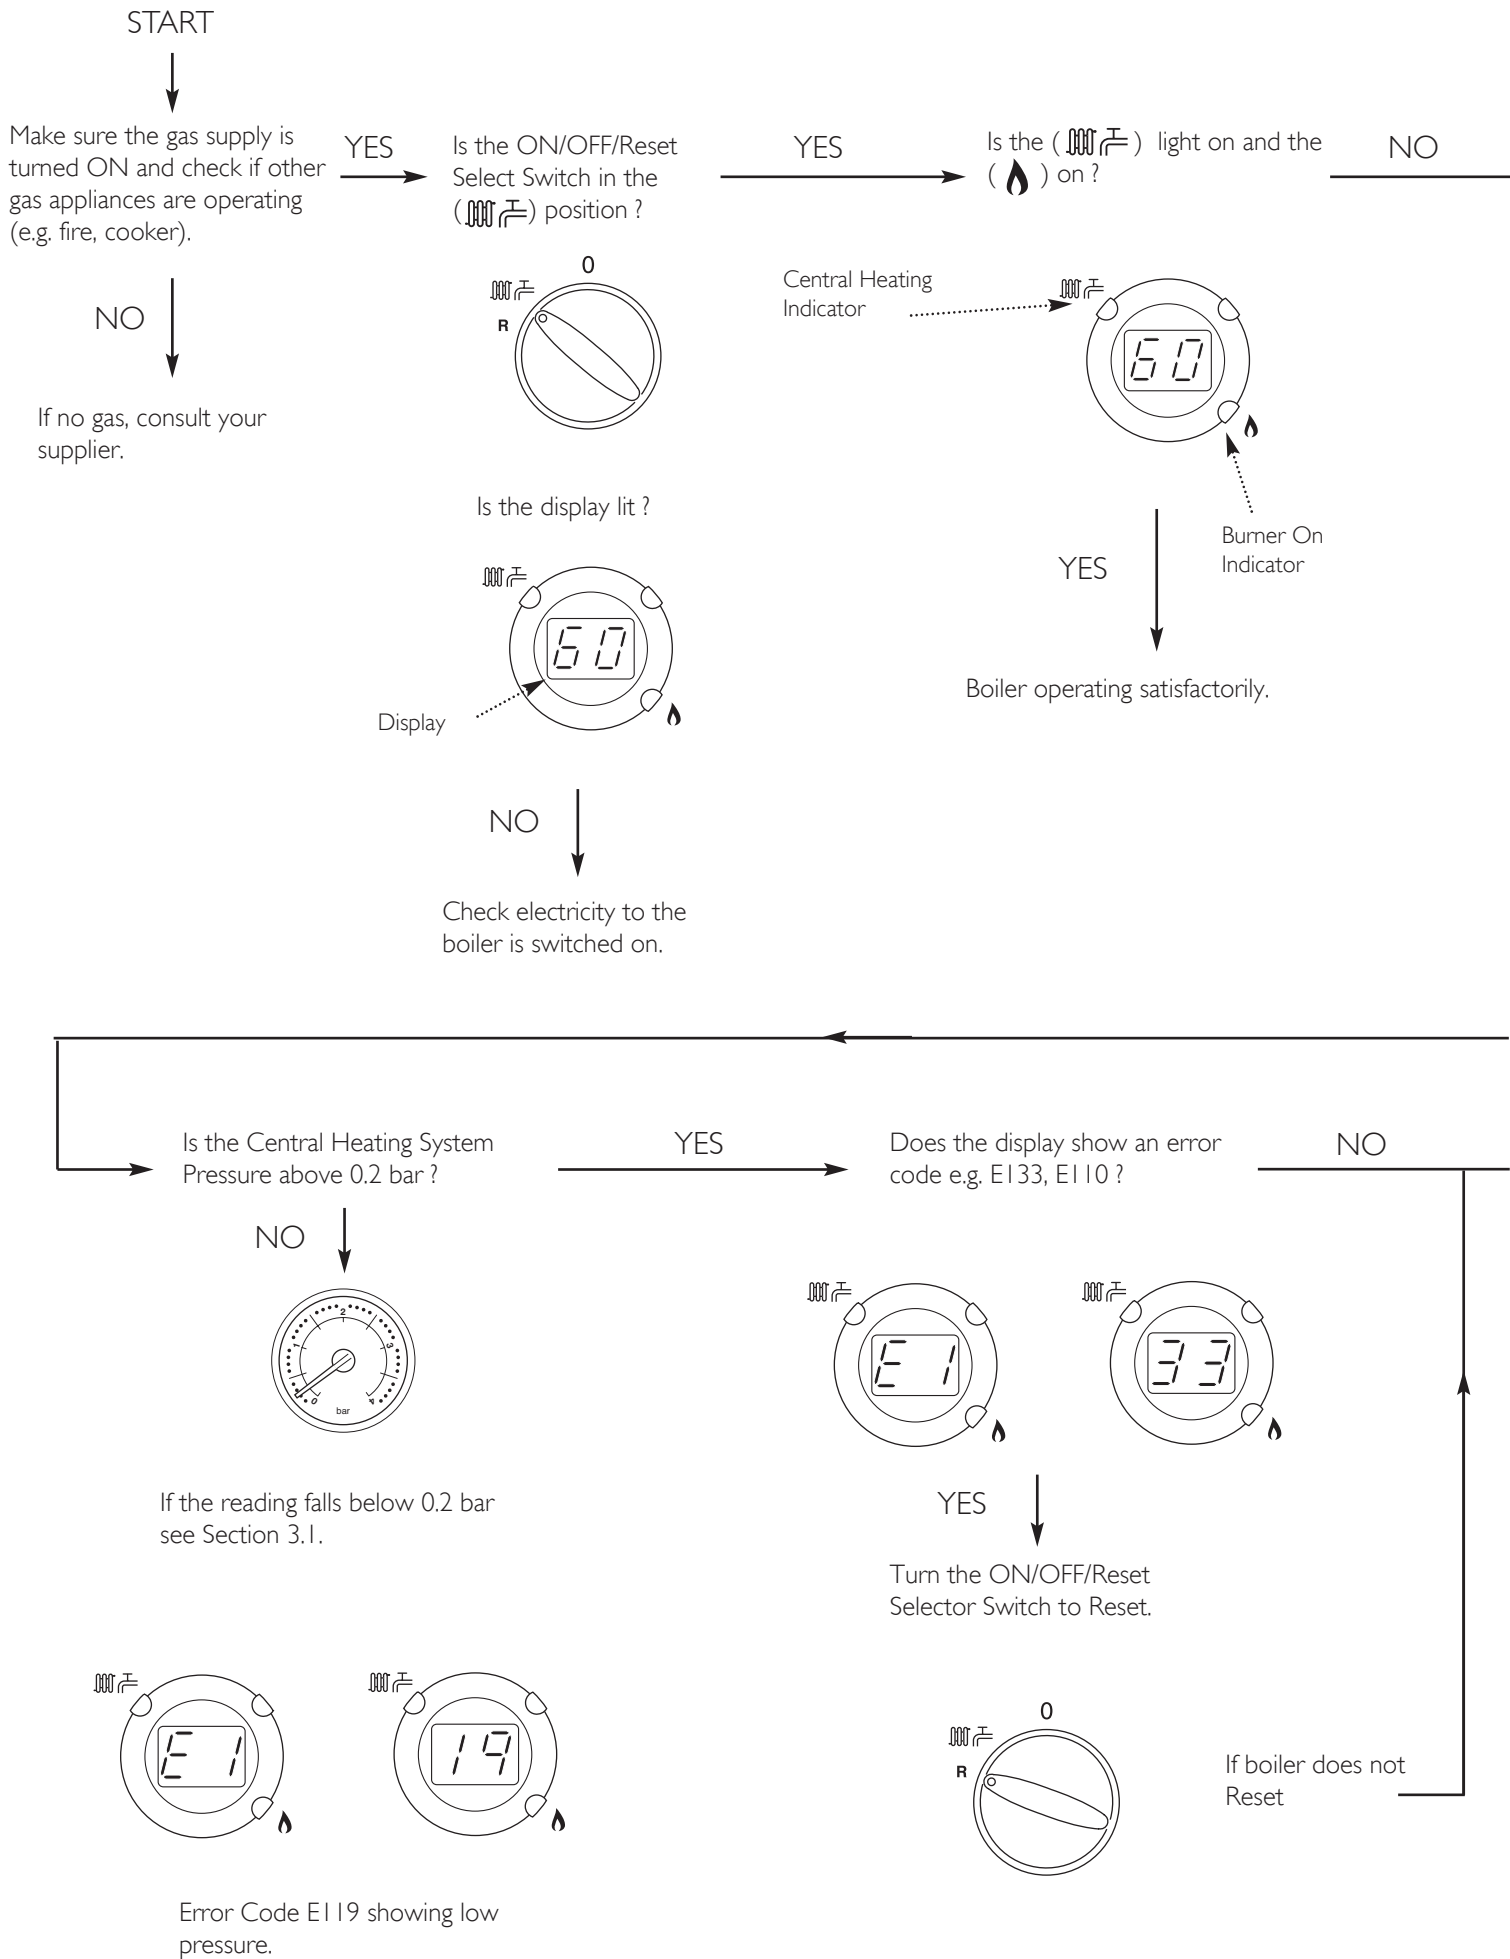 START
Make sure the gas supply is
turned ON and check if other
gas appliances are operating
(e.g. fire, cooker).
YES
Is the ON/OFF/Reset
Select Switch in the
( ) position ?
YES
Is the ( ) light on and the
( ) on ?
NO
0
R
Central Heating
Indicator
60
Burner On
Indicator
NO
If no gas, consult your
supplier.
Is the display lit ?
60
Display
YES
Boiler operating satisfactorily.
NO
Check electricity to the
boiler is switched on.
Is the Central Heating System
Pressure above 0.2 bar ?
YES
Does the display show an error
code e.g. E133, E110 ?
NO
NO
0
1
2
3
4
bar
E1
33
If the reading falls below 0.2 bar
see Section 3.1.
YES
Turn the ON/OFF/Reset
Selector Switch to Reset.
E1
19
0
R
If boiler does not
Reset
Error Code E119 showing low
pressure.